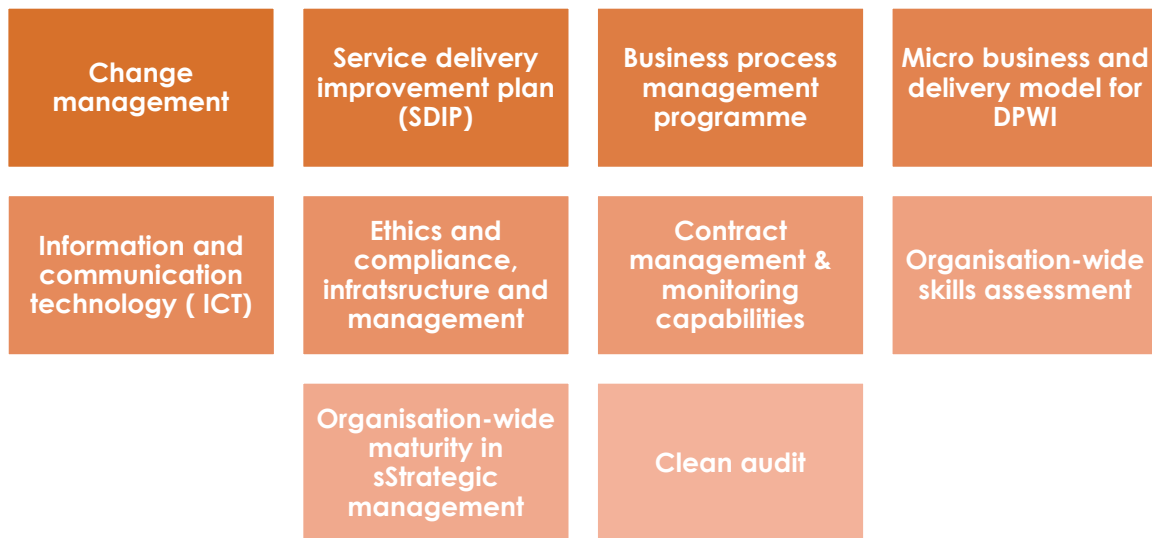 Change
management
Service delivery
improvement plan
(SDIP)
Business process
management
programme
Micro business and
delivery model for
DPWI
Information and
communication
technology ( ICT)
Ethics and
compliance,
infratsructure and
management
Contract
management &
monitoring
capabilities
Organisation-wide
skills assessment
Organisation-wide
maturity in
sStrategic
management
Clean audit